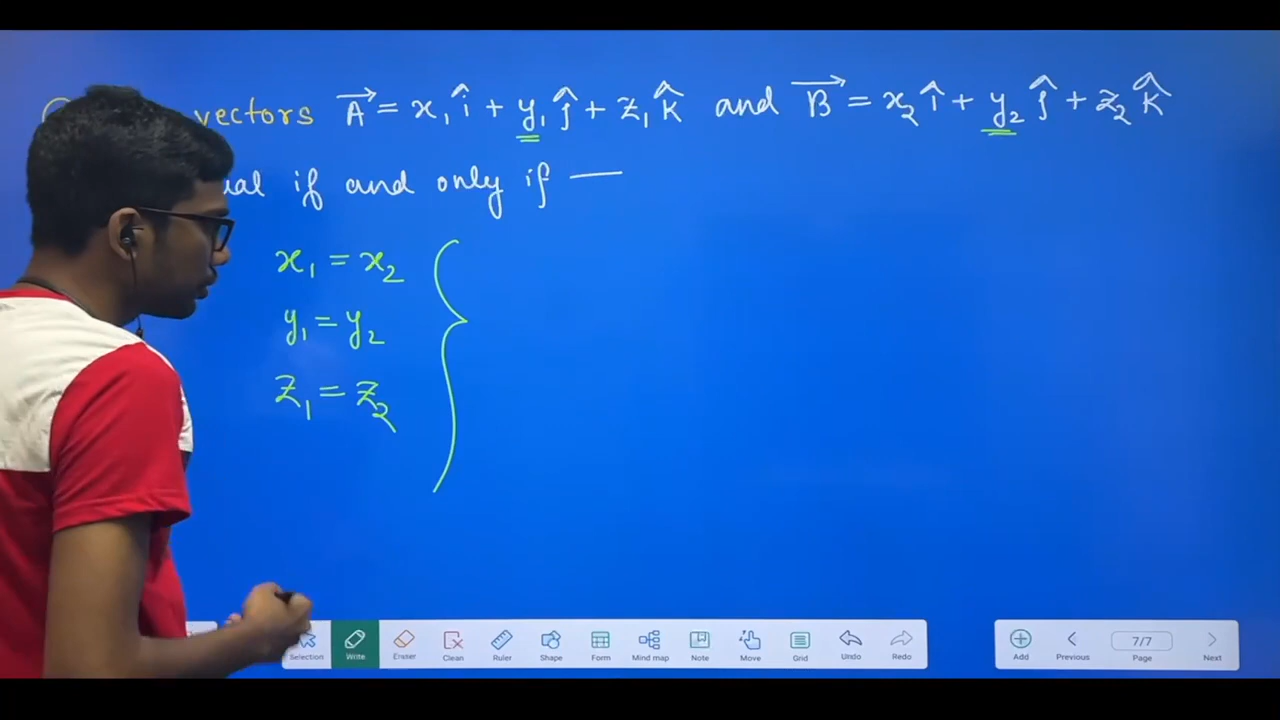 vectors A⃗ = x₁î + y₁ĵ + z₁k̂ and B⃗ = x₂î + y₂ĵ + z₂k̂
if and only if —
x₁ = x₂
y₁ = y₂
z₁ = z₂
Selection Write Eraser Clean Ruler Shape Form Mind map Note Move Grid Undo Redo Add Previous 7/7 Page Next